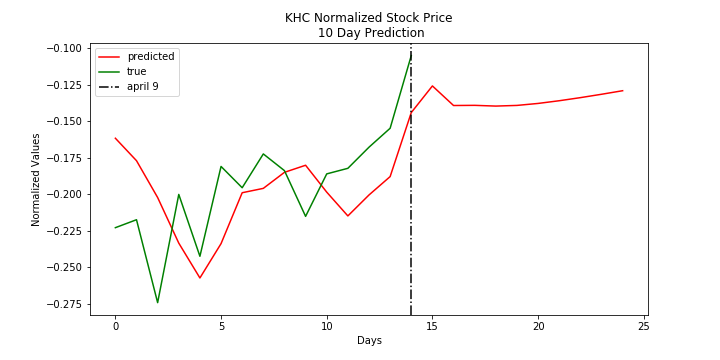 KHC Normalized Stock Price
10 Day Prediction
predicted
true
april 9
Normalized Values
−0.100
−0.125
−0.150
−0.175
−0.200
−0.225
−0.250
−0.275
0
5
10
15
20
25
Days